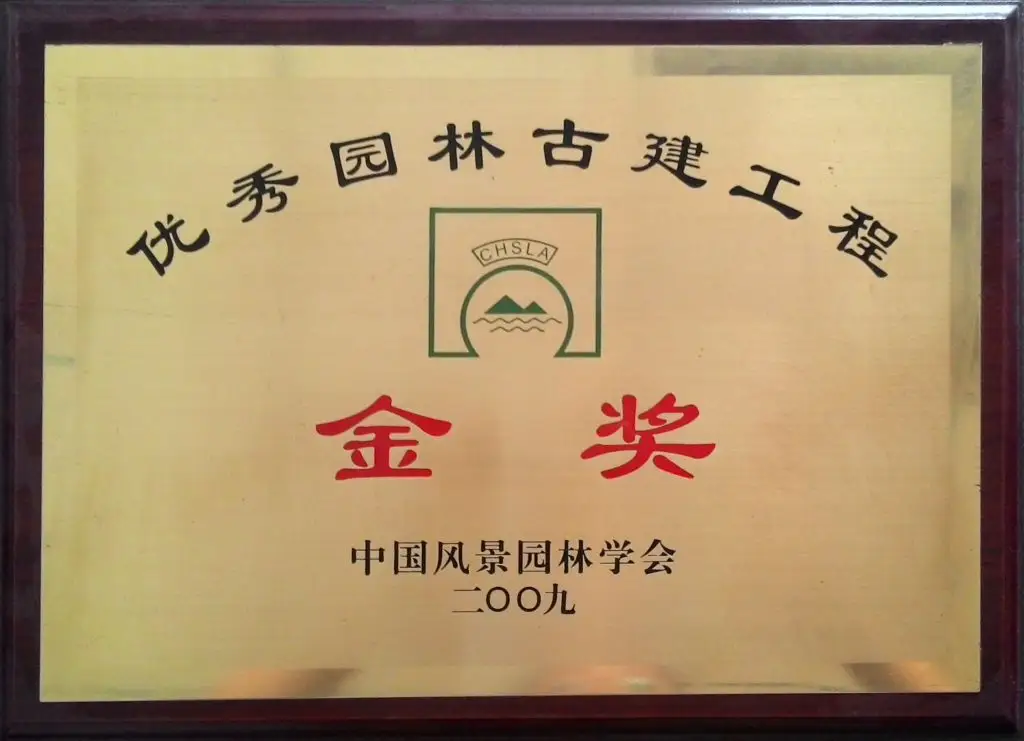 优秀园林古建工程
CHSLA
金奖
中国风景园林学会
二〇〇九